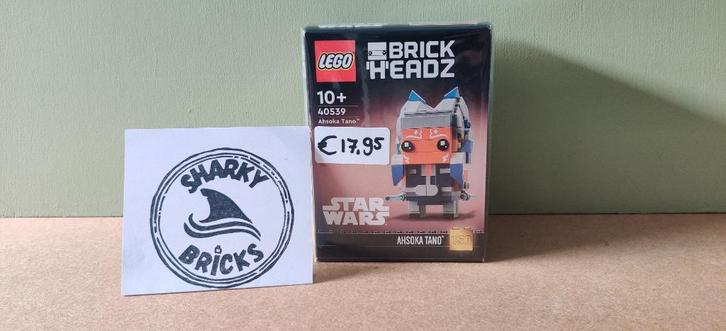 SHARKY
BRICKS
LEGO
BRICK
HEADZ
10+
40539
Ahsoka Tano™
€17.95
STAR
WARS
AHSOKA TANO™